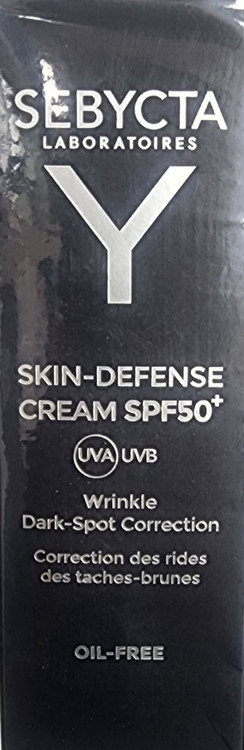 SEBYCTA
LABORATOIRES
Y
SKIN-DEFENSE
CREAM SPF50+
UVA UVB
Wrinkle
Dark-Spot Correction
Correction des rides
des taches-brunes
OIL-FREE